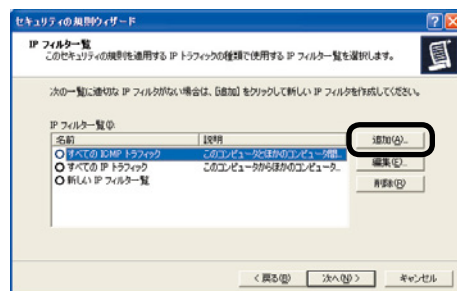 セキュリティの規則ウィザード
IP フィルタ一覧
このセキュリティの規則を適用する IP トラフィックの種類で使用する IP フィルタ一覧を選択します。
次の一覧に適切な IP フィルタがない場合は、[追加] をクリックして新しい IP フィルタを作成してください。
IP フィルタ一覧(I):
名前 説明
すべての ICMP トラフィック このコンピュータとほかのコンピュータ間...
すべての IP トラフィック このコンピュータからほかのコンピュータ...
新しい IP フィルタ一覧
追加(A)...
編集(E)...
削除(R)
< 戻る(B) 次へ(N) > キャンセル